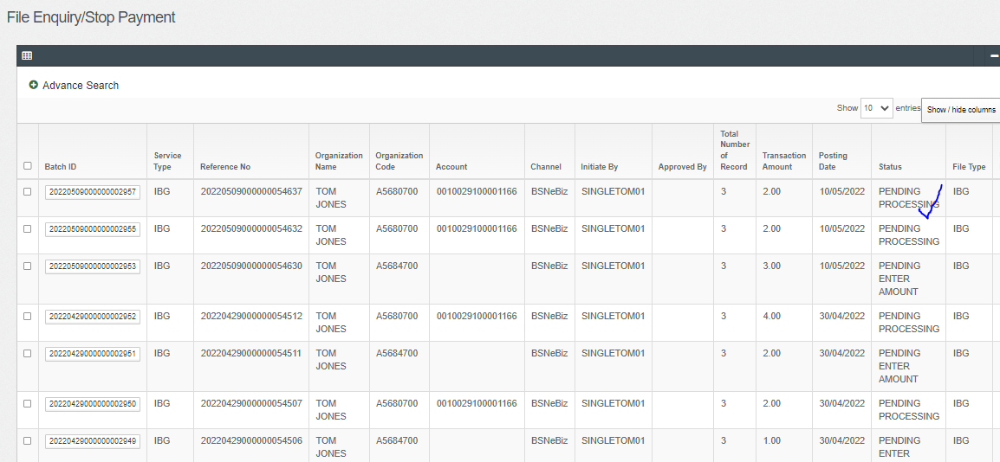 File Enquiry/Stop Payment
Advance Search
Show 10 entries Show / hide columns
Batch ID Service Type Reference No Organization Name Organization Code Account Channel Initiate By Approved By Total Number of Record Transaction Amount Posting Date Status File Type
20220509000000002957 IBG 20220509000000054637 TOM JONES A5680700 0010029100001166 BSNeBiz SINGLETOM01 3 2.00 10/05/2022 PENDING PROCESSING IBG
20220509000000002955 IBG 20220509000000054632 TOM JONES A5680700 0010029100001166 BSNeBiz SINGLETOM01 3 2.00 10/05/2022 PENDING PROCESSING IBG
20220509000000002953 IBG 20220509000000054630 TOM JONES A5684700 BSNeBiz SINGLETOM01 3 3.00 10/05/2022 PENDING ENTER AMOUNT IBG
20220429000000002952 IBG 20220429000000054512 TOM JONES A5680700 0010029100001166 BSNeBiz SINGLETOM01 3 4.00 30/04/2022 PENDING PROCESSING IBG
20220429000000002951 IBG 20220429000000054511 TOM JONES A5684700 BSNeBiz SINGLETOM01 3 2.00 30/04/2022 PENDING ENTER AMOUNT IBG
20220429000000002950 IBG 20220429000000054507 TOM JONES A5680700 0010029100001166 BSNeBiz SINGLETOM01 3 2.00 30/04/2022 PENDING PROCESSING IBG
20220429000000002949 IBG 20220429000000054506 TOM JONES A5684700 BSNeBiz SINGLETOM01 3 1.00 30/04/2022 PENDING ENTER IBG